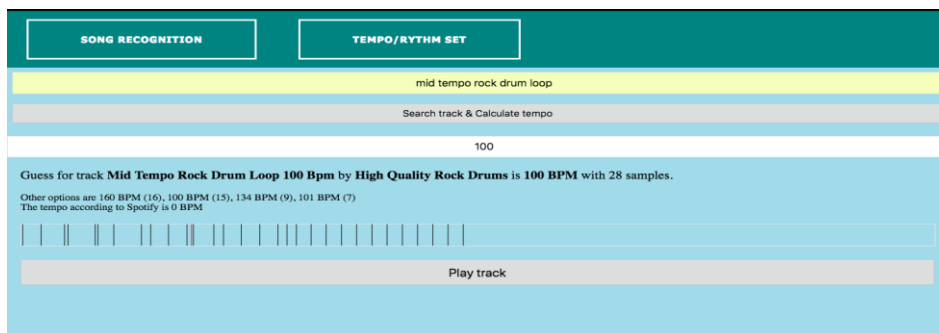 SONG RECOGNITION
TEMPO/RYTHM SET
mid tempo rock drum loop
Search track & Calculate tempo
100
Guess for track Mid Tempo Rock Drum Loop 100 Bpm by High Quality Rock Drums is 100 BPM with 28 samples.
Other options are 160 BPM (16), 100 BPM (15), 134 BPM (9), 101 BPM (7)
The tempo according to Spotify is 0 BPM
Play track